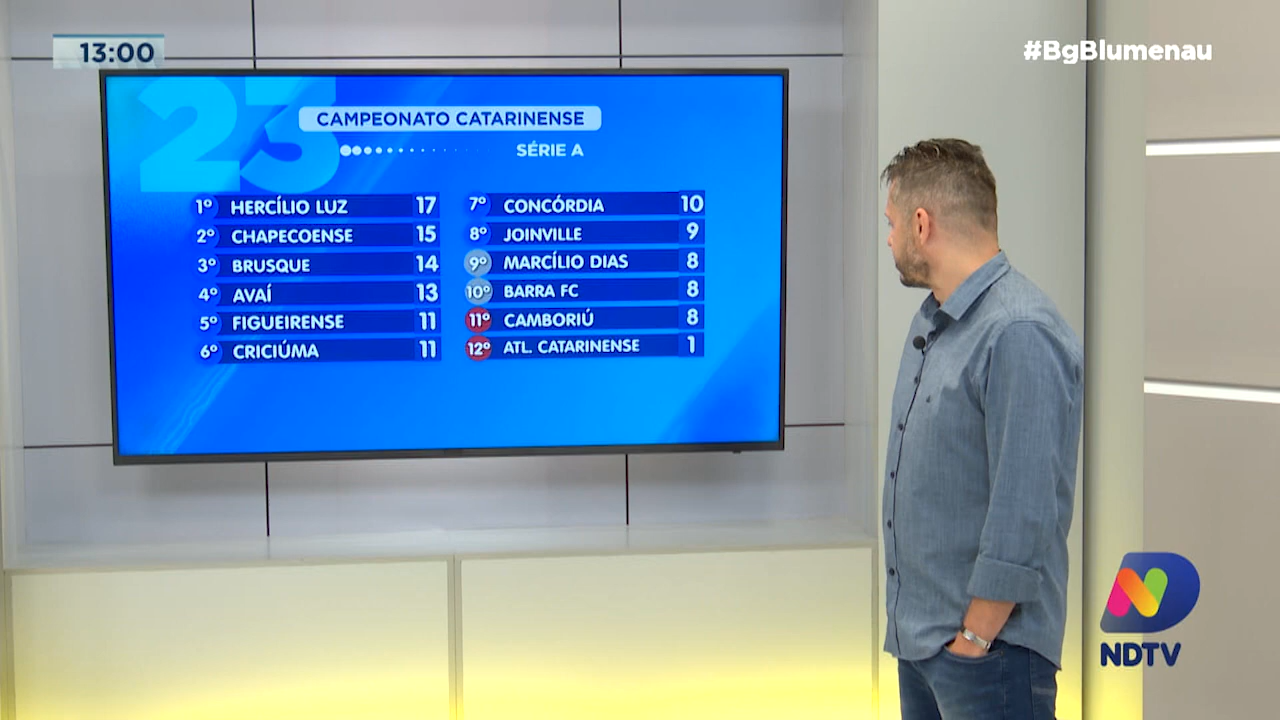 13:00
#BgBlumenau
23
CAMPEONATO CATARINENSE
SÉRIE A
1º HERCÍLIO LUZ 17
2º CHAPECOENSE 15
3º BRUSQUE 14
4º AVAÍ 13
5º FIGUEIRENSE 11
6º CRICIÚMA 11
7º CONCÓRDIA 10
8º JOINVILLE 9
9º MARCÍLIO DIAS 8
10º BARRA FC 8
11º CAMBORIÚ 8
12º ATL. CATARINENSE 1
NDTV